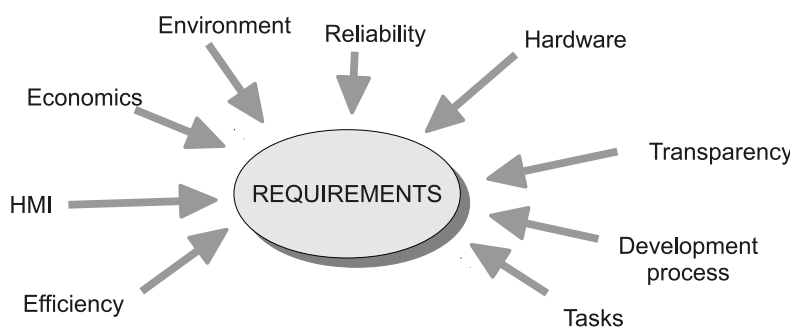 Environment
Reliability
Hardware
Economics
Transparency
REQUIREMENTS
HMI
Development
process
Efficiency
Tasks